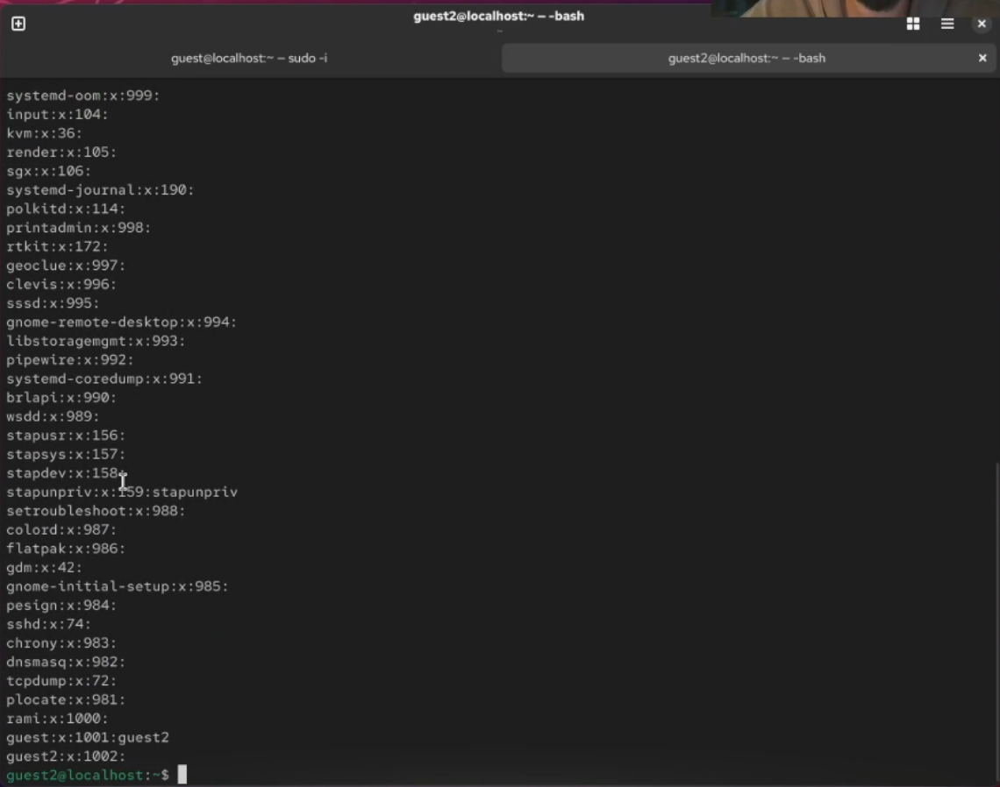 guest2@localhost:~ — -bash
~
guest@localhost:~ — sudo -i
guest2@localhost:~ — -bash
systemd-oom:x:999:
input:x:104:
kvm:x:36:
render:x:105:
sgx:x:106:
systemd-journal:x:190:
polkitd:x:114:
printadmin:x:998:
rtkit:x:172:
geoclue:x:997:
clevis:x:996:
sssd:x:995:
gnome-remote-desktop:x:994:
libstoragemgmt:x:993:
pipewire:x:992:
systemd-coredump:x:991:
brlapi:x:990:
wsdd:x:989:
stapusr:x:156:
stapsys:x:157:
stapdev:x:158:
stapunpriv:x:159:stapunpriv
setroubleshoot:x:988:
colord:x:987:
flatpak:x:986:
gdm:x:42:
gnome-initial-setup:x:985:
pesign:x:984:
sshd:x:74:
chrony:x:983:
dnsmasq:x:982:
tcpdump:x:72:
plocate:x:981:
rami:x:1000:
guest:x:1001:guest2
guest2:x:1002:
guest2@localhost:~$